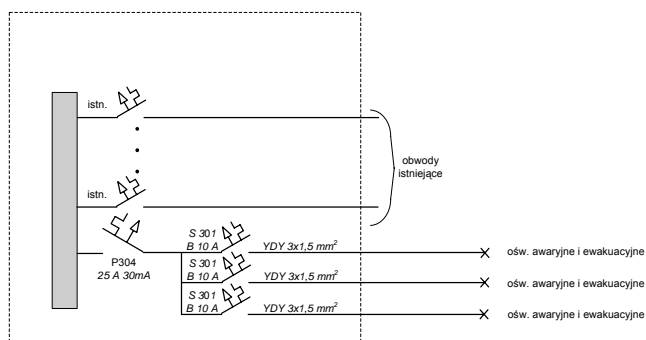 istn.
obwody
istniejące
istn.
S 301
B 10 A
YDY 3x1,5 mm²
ośw. awaryjne i ewakuacyjne
P304
25 A 30mA
S 301
B 10 A
YDY 3x1,5 mm²
ośw. awaryjne i ewakuacyjne
S 301
B 10 A
YDY 3x1,5 mm²
ośw. awaryjne i ewakuacyjne